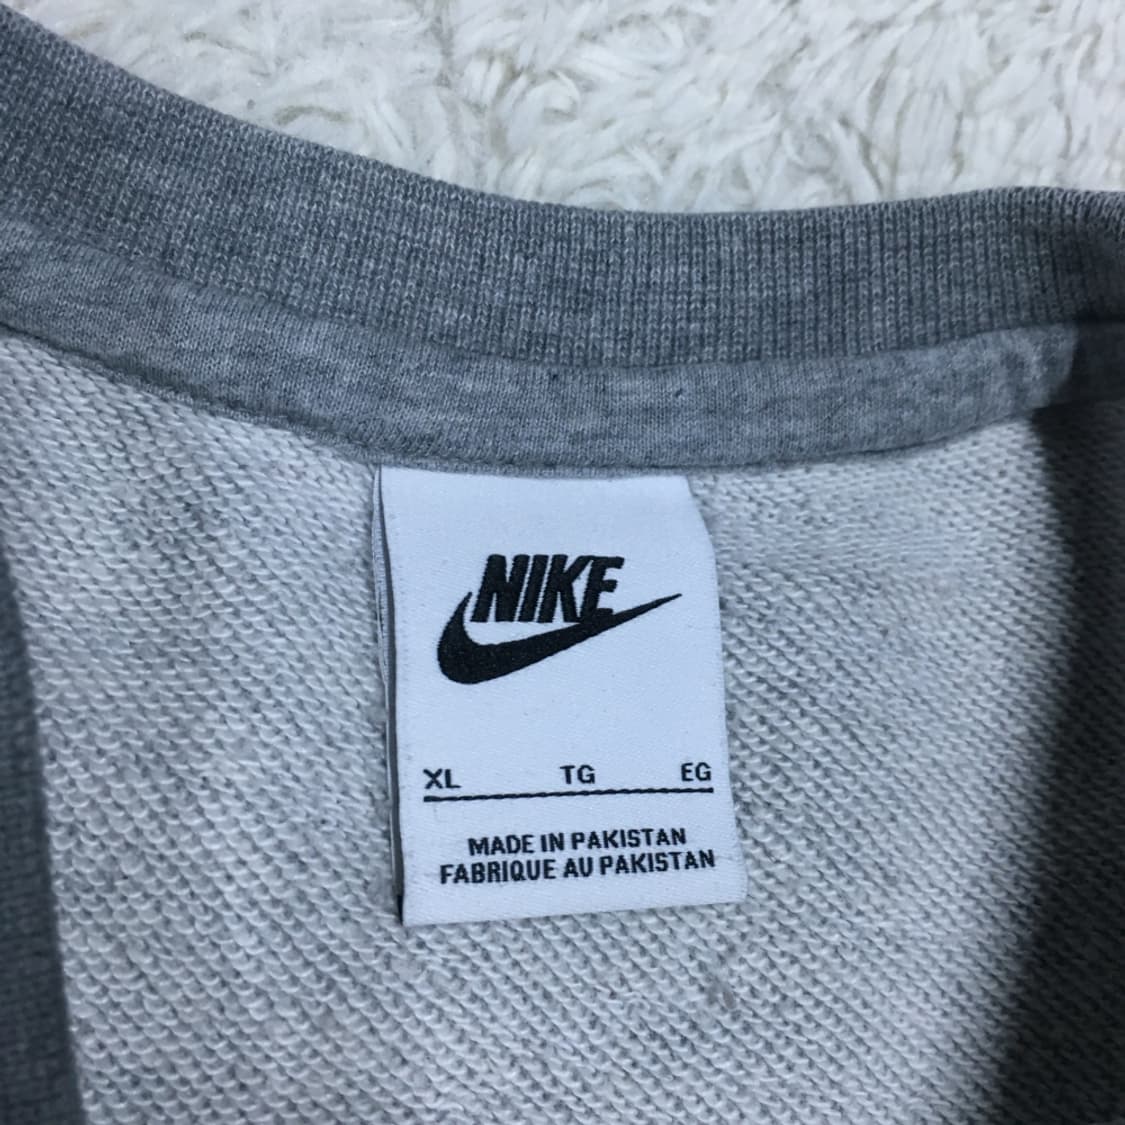 NIKE
XL TG EG
MADE IN PAKISTAN
FABRIQUE AU PAKISTAN